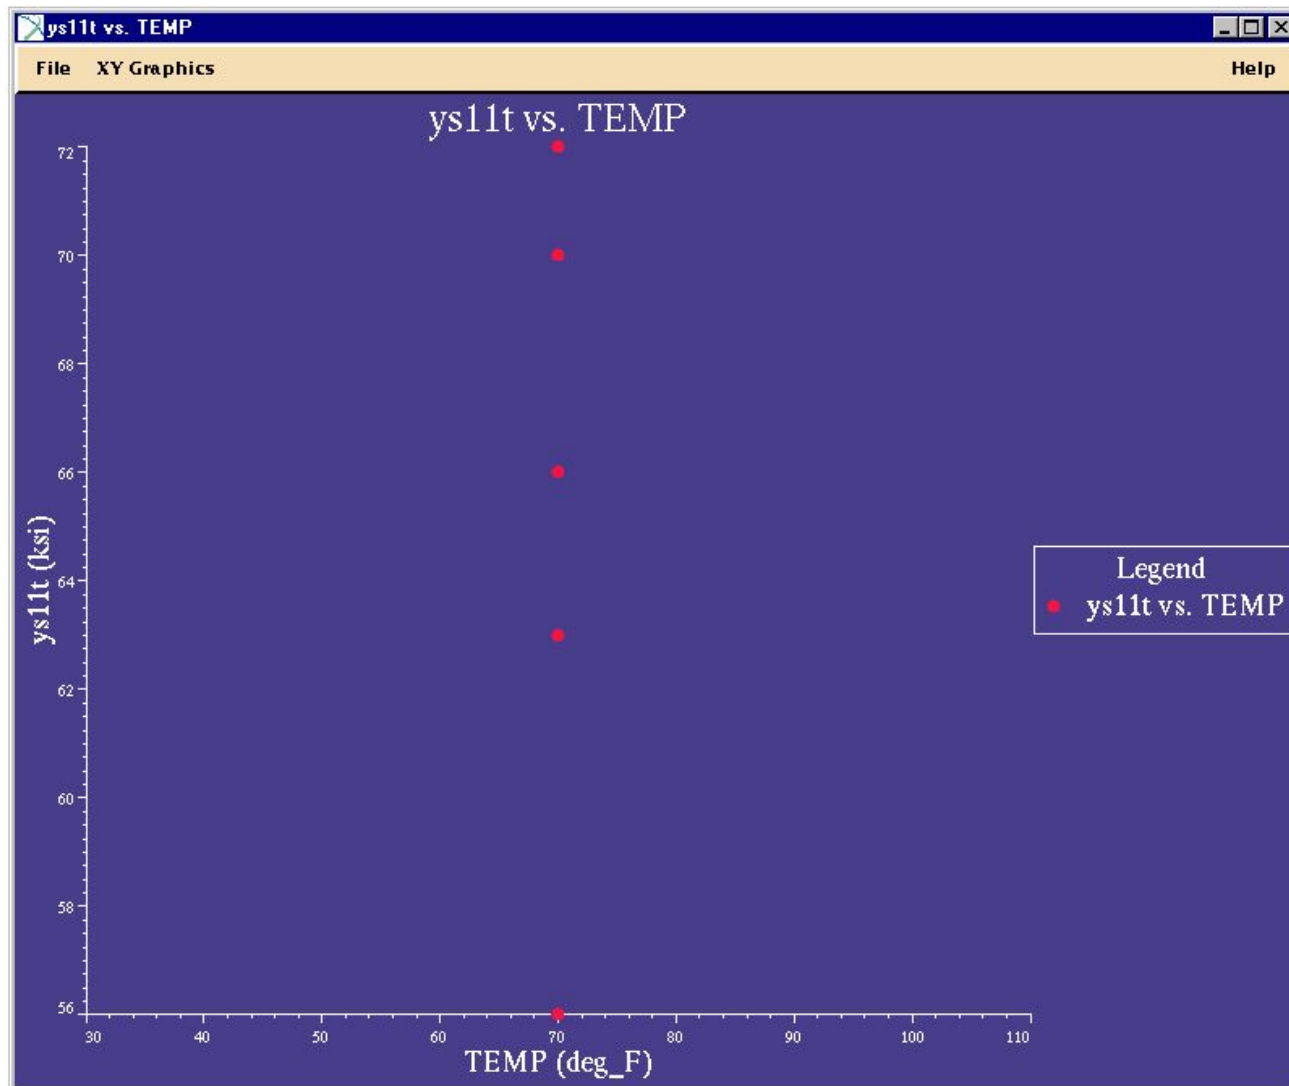 ys11t vs. TEMP
File XY Graphics Help
ys11t vs. TEMP
72
70
68
66
64
62
60
58
56
ys11t (ksi)
30 40 50 60 70 80 90 100 110
TEMP (deg_F)
Legend
ys11t vs. TEMP